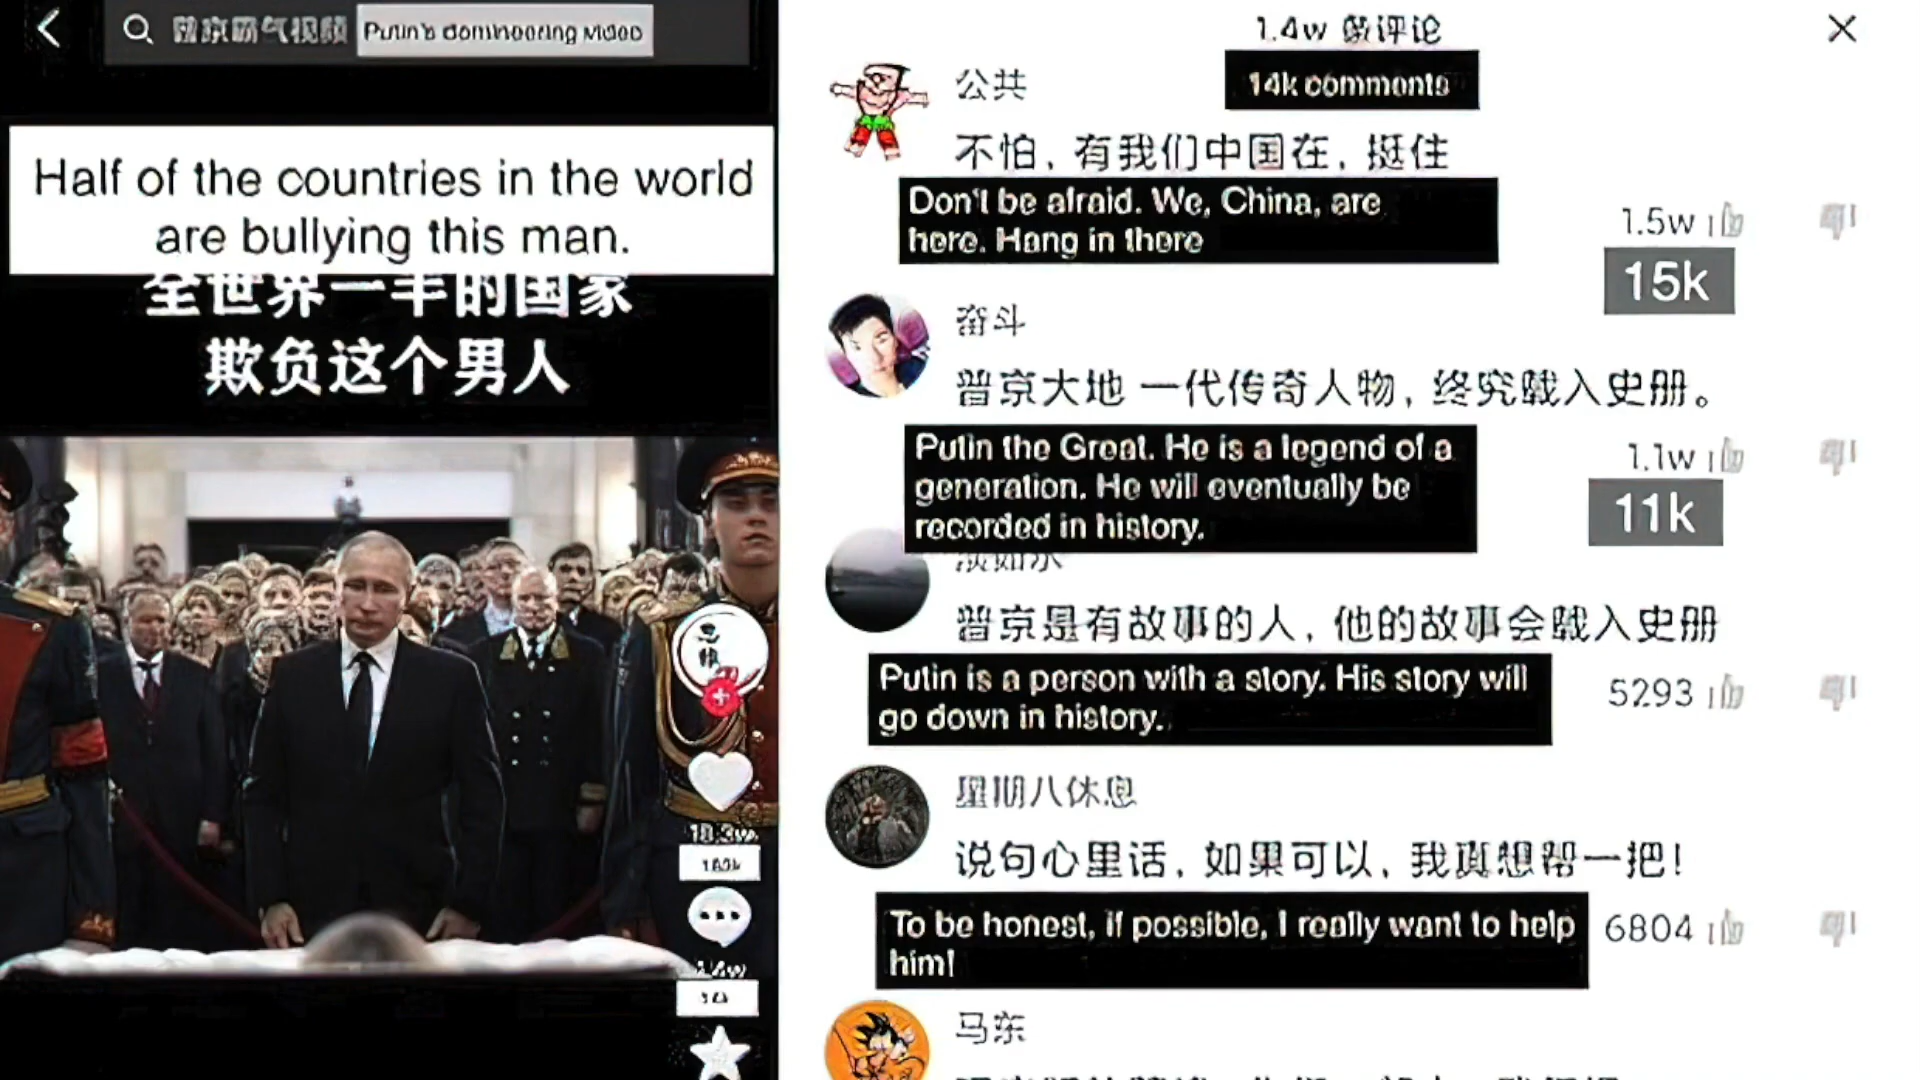 普京霸气视频 Putin's domineering video
Half of the countries in the world
are bullying this man.
全世界一半的国家
欺负这个男人
1.4w 条评论
14k comments
公共
不怕，有我们中国在，挺住
Don't be afraid. We, China, are
here. Hang in there
1.5w
15k
奋斗
普京大地 一代传奇人物，终究载入史册。
Putin the Great. He is a legend of a
generation. He will eventually be
recorded in history.
1.1w
11k
普京是有故事的人，他的故事会载入史册
Putin is a person with a story. His story will
go down in history.
5293
星期八休息
说句心里话，如果可以，我真想帮一把！
To be honest, if possible, I really want to help
him!
6804
马东